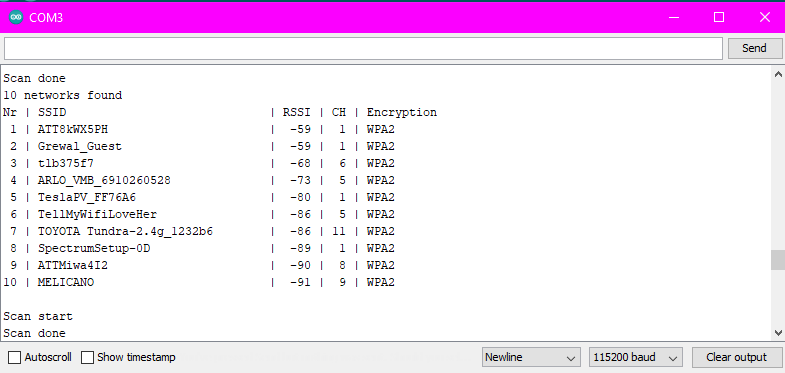 COM3
Send
Scan done
10 networks found
Nr | SSID | RSSI | CH | Encryption
1 | ATT8kWX5PH | -59 | 1 | WPA2
2 | Grewal_Guest | -59 | 1 | WPA2
3 | tlb375f7 | -68 | 6 | WPA2
4 | ARLO_VMB_6910260528 | -73 | 5 | WPA2
5 | TeslaPV_FF76A6 | -80 | 1 | WPA2
6 | TellMyWifiLoveHer | -86 | 5 | WPA2
7 | TOYOTA Tundra-2.4g_1232b6 | -86 | 11 | WPA2
8 | SpectrumSetup-0D | -89 | 1 | WPA2
9 | ATTMiwa4I2 | -90 | 8 | WPA2
10 | MELICANO | -91 | 9 | WPA2
Scan start
Scan done
Autoscroll Show timestamp Newline 115200 baud Clear output